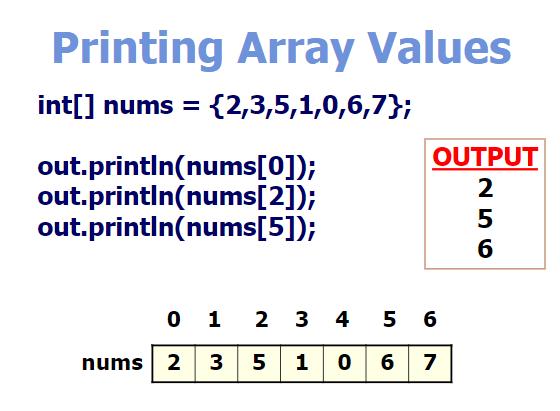 Printing Array Values
int[] nums = {2,3,5,1,0,6,7};
out.println(nums[0]);
out.println(nums[2]);
out.println(nums[5]);
OUTPUT
2
5
6
0 1 2 3 4 5 6
nums 2 3 5 1 0 6 7